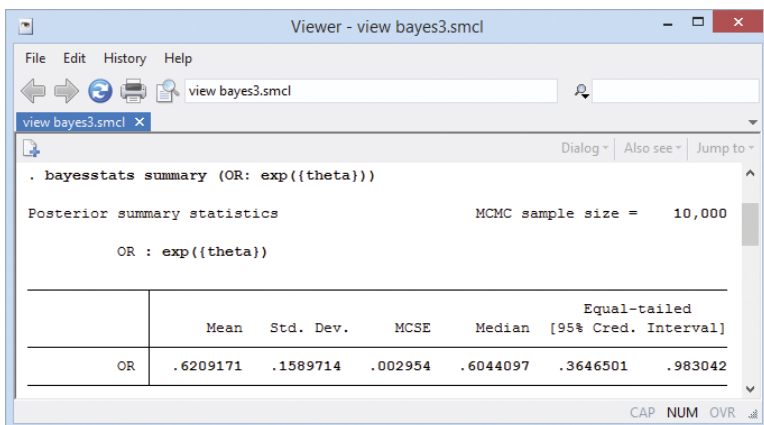 Viewer - view bayes3.smcl
File Edit History Help
view bayes3.smcl
view bayes3.smcl
Dialog Also see Jump to
. bayesstats summary (OR: exp({theta}))
Posterior summary statistics MCMC sample size = 10,000
OR : exp({theta})
Equal-tailed
Mean Std. Dev. MCSE Median [95% Cred. Interval]
OR .6209171 .1589714 .002954 .6044097 .3646501 .983042
CAP NUM OVR